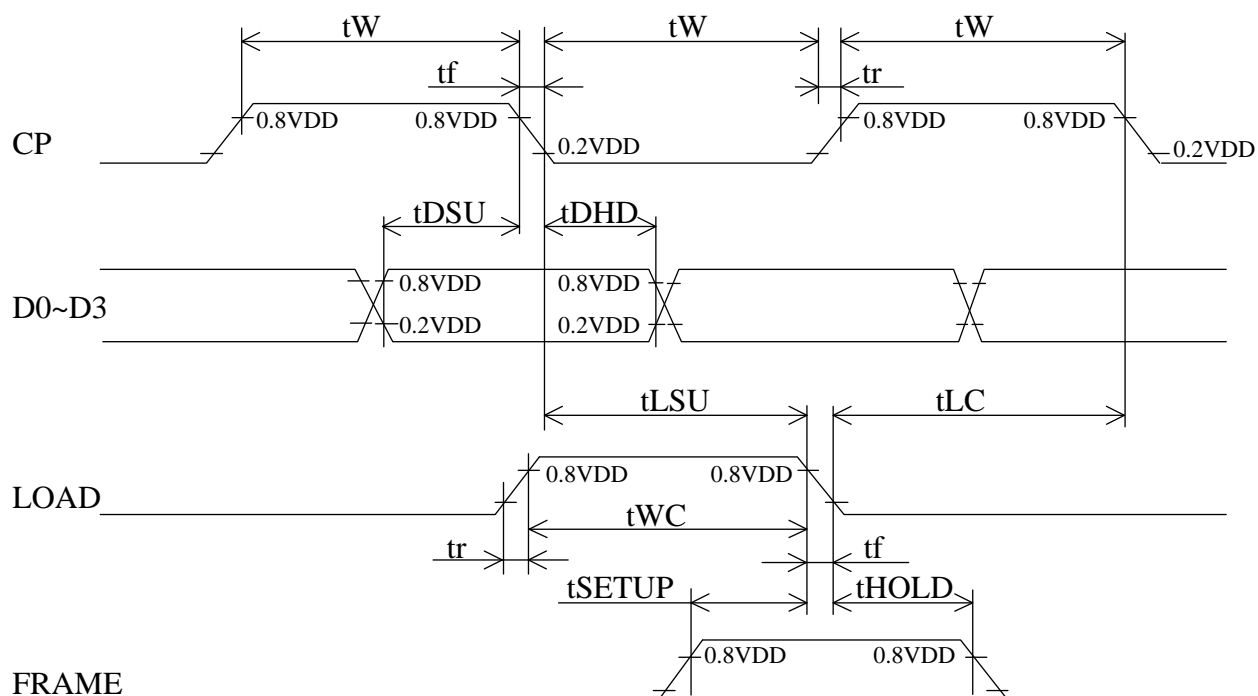 tW tW tW
tf tr
CP 0.8VDD 0.8VDD 0.2VDD 0.8VDD 0.8VDD 0.2VDD
tDSU tDHD
D0~D3 0.8VDD 0.8VDD
0.2VDD 0.2VDD
tLSU tLC
LOAD 0.8VDD 0.8VDD
tWC
tr tf
tSETUP tHOLD
0.8VDD 0.8VDD
FRAME